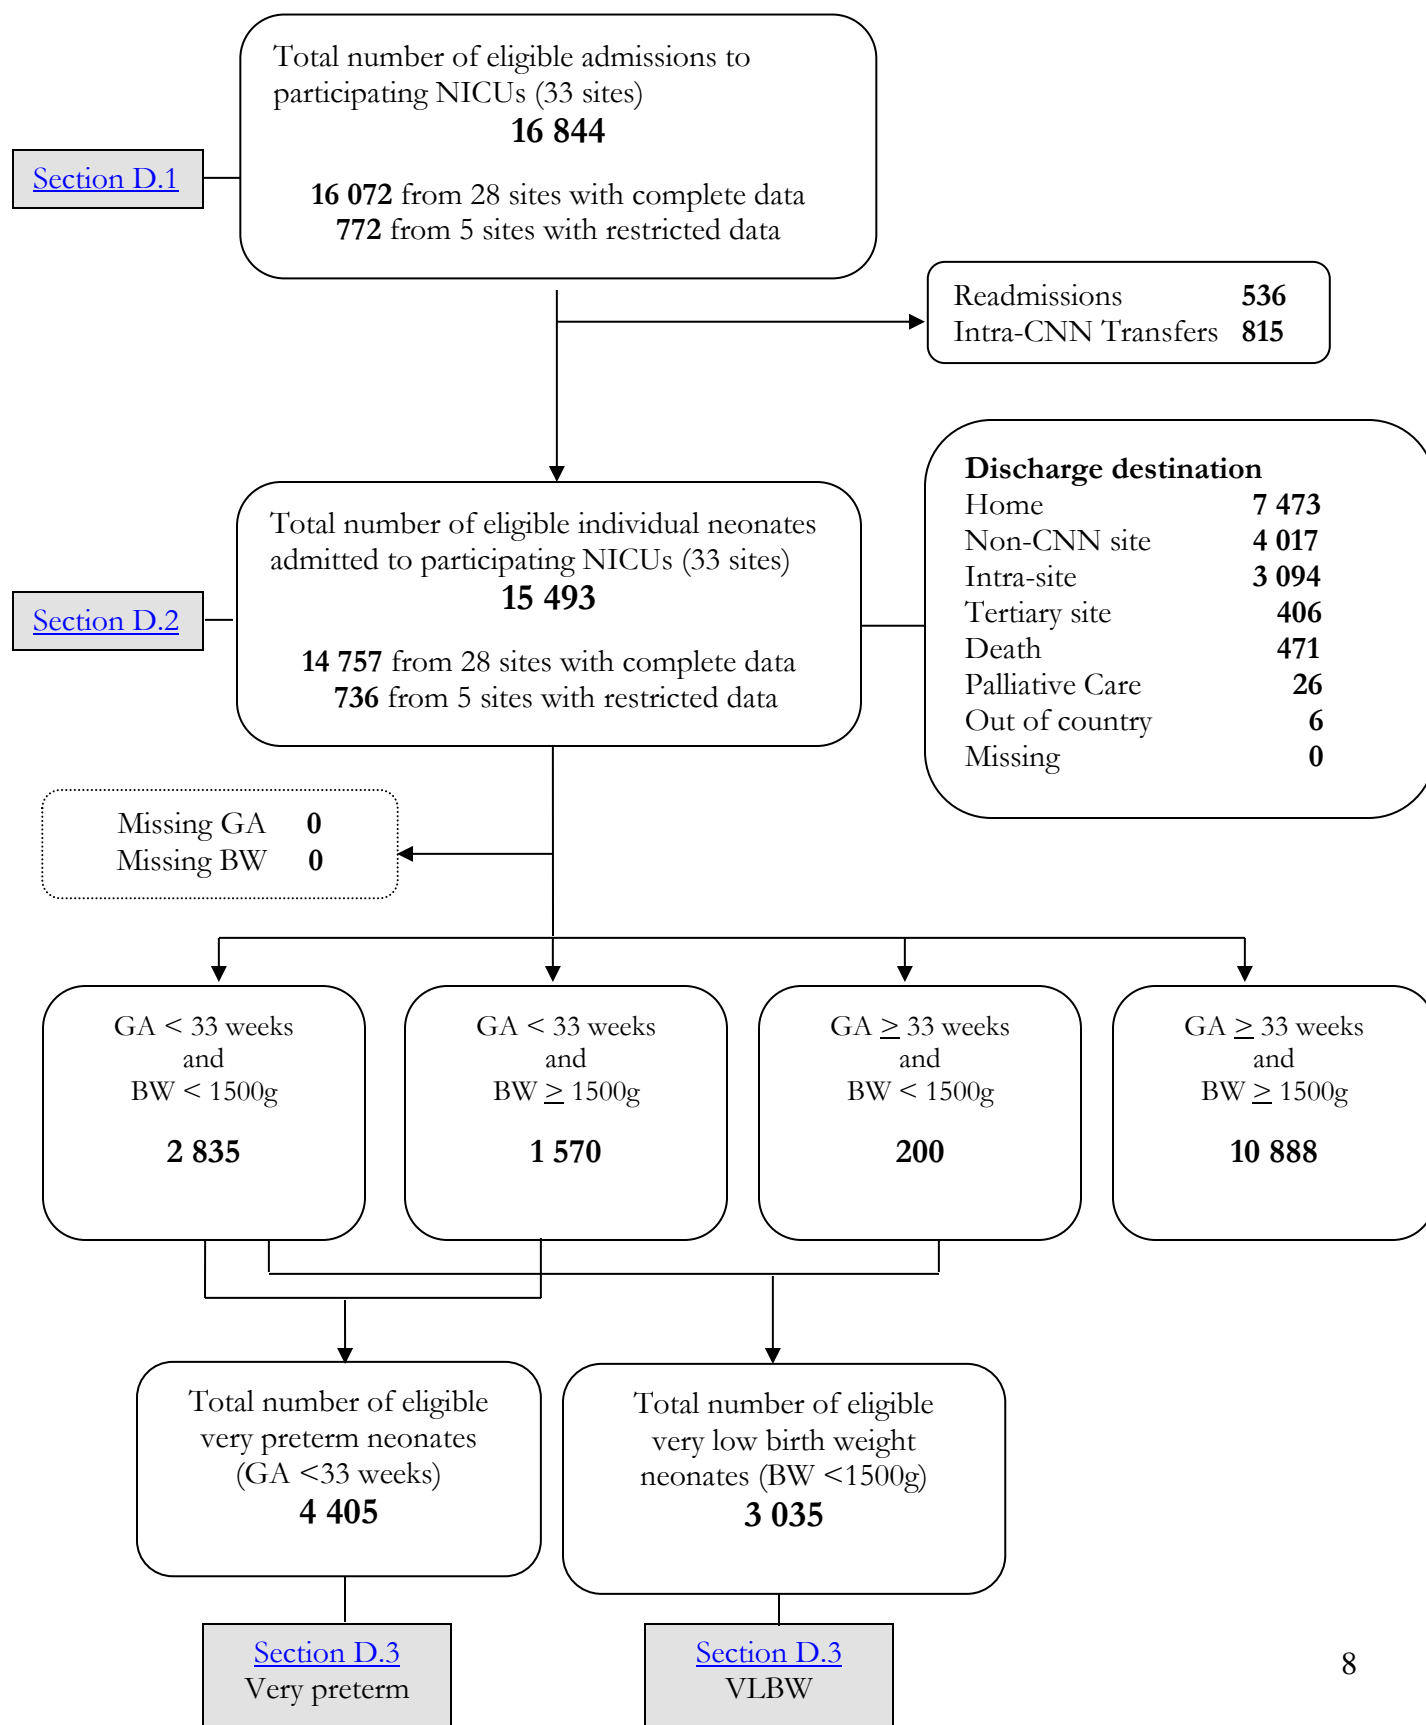 Total number of eligible admissions to
participating NICUs (33 sites)
16 844
16 072 from 28 sites with complete data
772 from 5 sites with restricted data
Section D.1
Readmissions 536
Intra-CNN Transfers 815
Total number of eligible individual neonates
admitted to participating NICUs (33 sites)
15 493
14 757 from 28 sites with complete data
736 from 5 sites with restricted data
Section D.2
Discharge destination
Home 7 473
Non-CNN site 4 017
Intra-site 3 094
Tertiary site 406
Death 471
Palliative Care 26
Out of country 6
Missing 0
Missing GA 0
Missing BW 0
GA < 33 weeks
and
BW < 1500g
2 835
GA < 33 weeks
and
BW ≥ 1500g
1 570
GA ≥ 33 weeks
and
BW < 1500g
200
GA ≥ 33 weeks
and
BW ≥ 1500g
10 888
Total number of eligible
very preterm neonates
(GA <33 weeks)
4 405
Total number of eligible
very low birth weight
neonates (BW <1500g)
3 035
Section D.3
Very preterm
Section D.3
VLBW
8